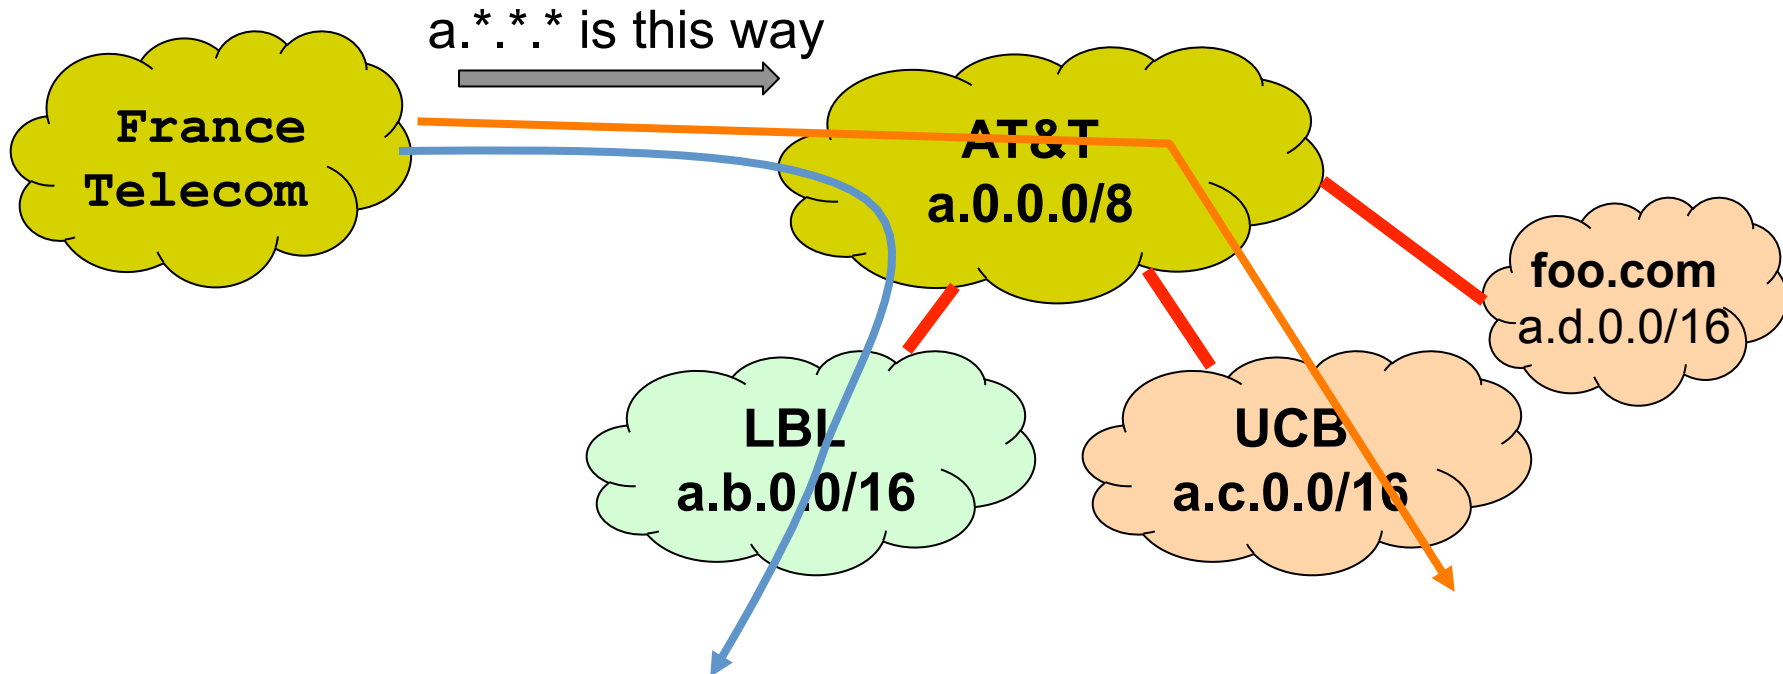 a.*.*.* is this way
France
Telecom
AT&T
a.0.0.0/8
foo.com
a.d.0.0/16
LBL
a.b.0.0/16
UCB
a.c.0.0/16